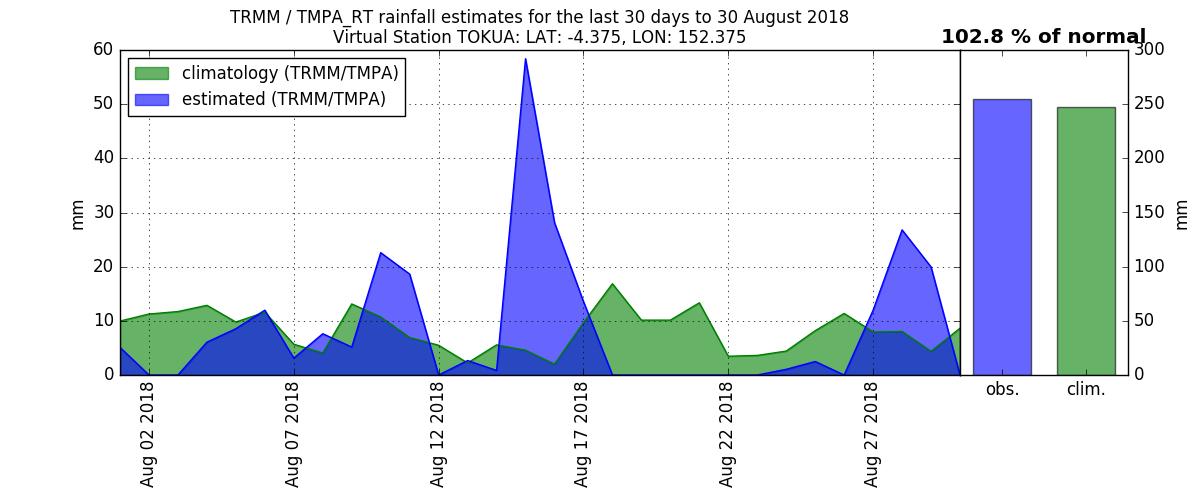 TRMM / TMPA_RT rainfall estimates for the last 30 days to 30 August 2018
Virtual Station TOKUA: LAT: -4.375, LON: 152.375
102.8 % of normal
climatology (TRMM/TMPA)
estimated (TRMM/TMPA)
60
50
40
30
20
10
0
mm
Aug 02 2018
Aug 07 2018
Aug 12 2018
Aug 17 2018
Aug 22 2018
Aug 27 2018
obs.
clim.
300
250
200
150
100
50
0
mm